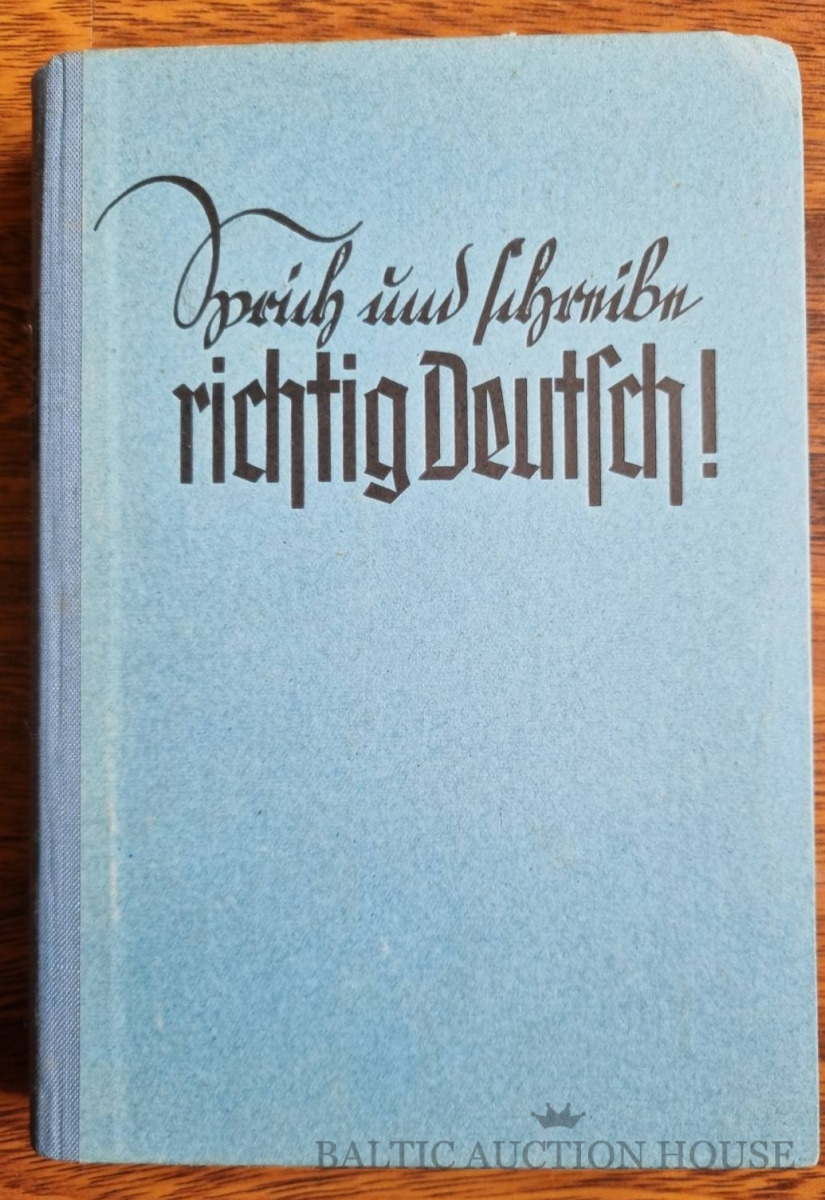 Sprich und ſchreibe
richtig Deutſch!
BALTIC AUCTION HOUSE